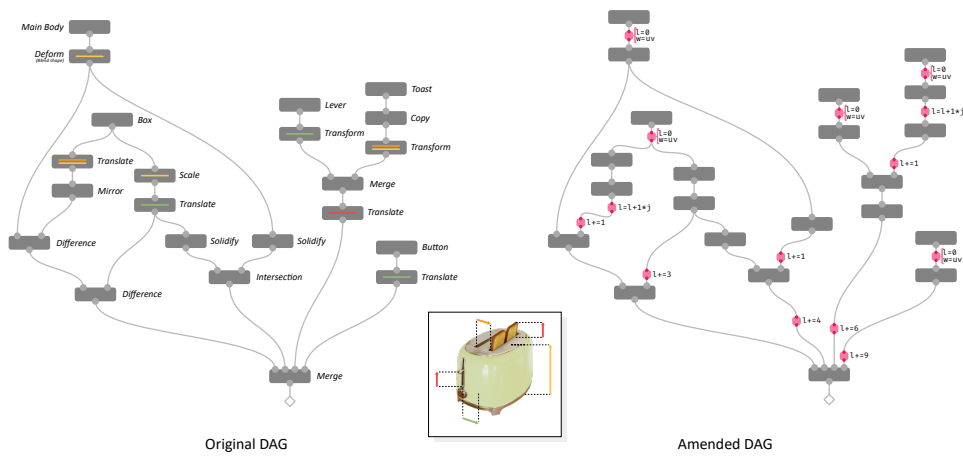 Main Body
Deform
(Blend shape)
Box
Translate
Mirror
Scale
Translate
Difference
Solidify
Solidify
Difference
Intersection
Lever
Transform
Toast
Copy
Transform
Merge
Translate
Button
Translate
Merge
Original DAG
l=0
w=uv
l=0
w=uv
l=0
w=uv
l=0
w=uv
l=l+1*j
l+=1
l=l+1*j
l+=1
l+=3
l+=1
l=0
w=uv
l+=4
l+=6
l+=9
Amended DAG